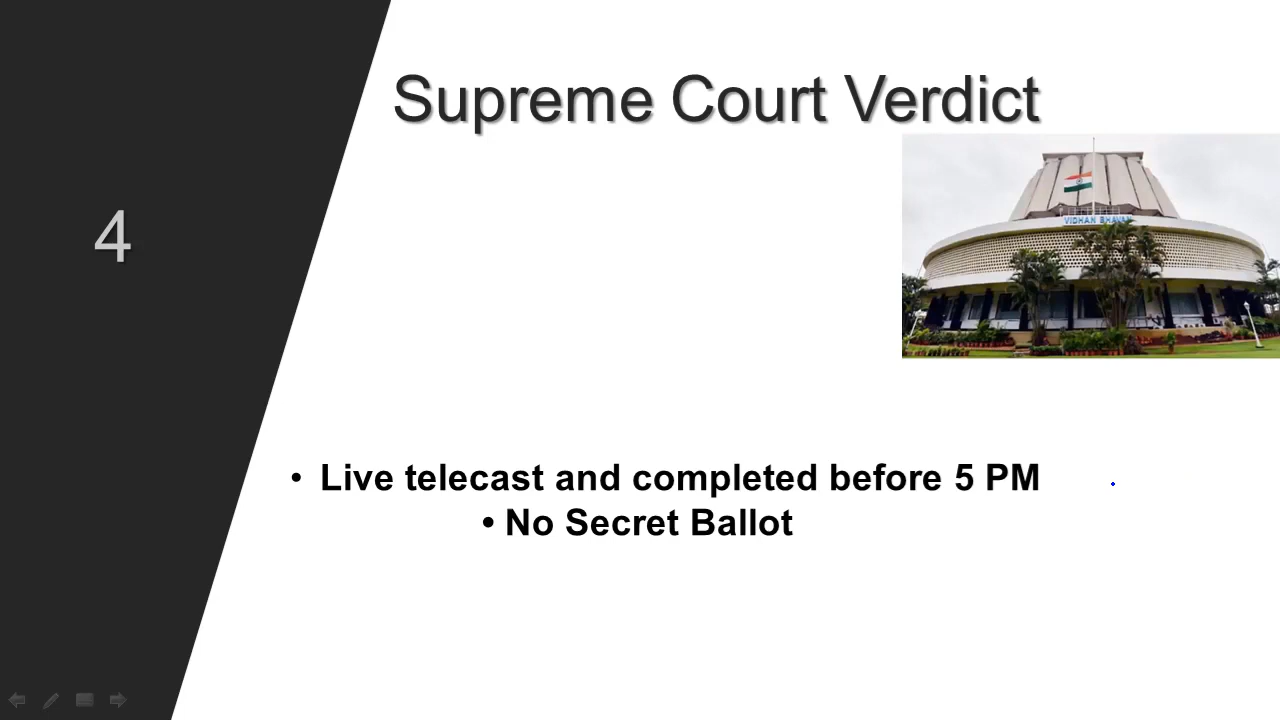 Supreme Court Verdict
VIDHAN BHAVAN
4
• Live telecast and completed before 5 PM
• No Secret Ballot